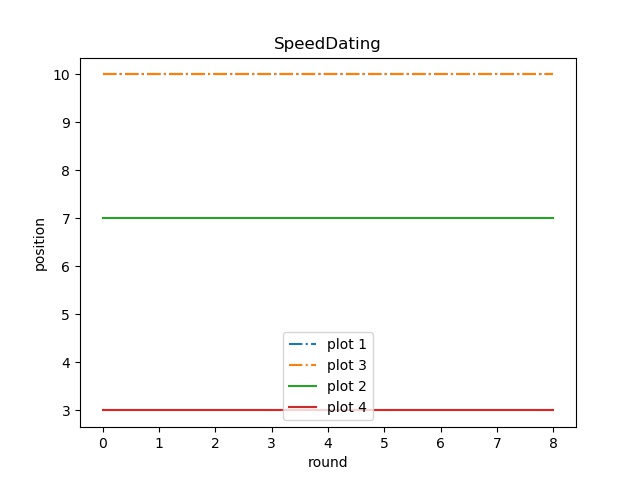 SpeedDating
10
9
8
7
6
5
4
3
position
plot 1
plot 3
plot 2
plot 4
0 1 2 3 4 5 6 7 8
round